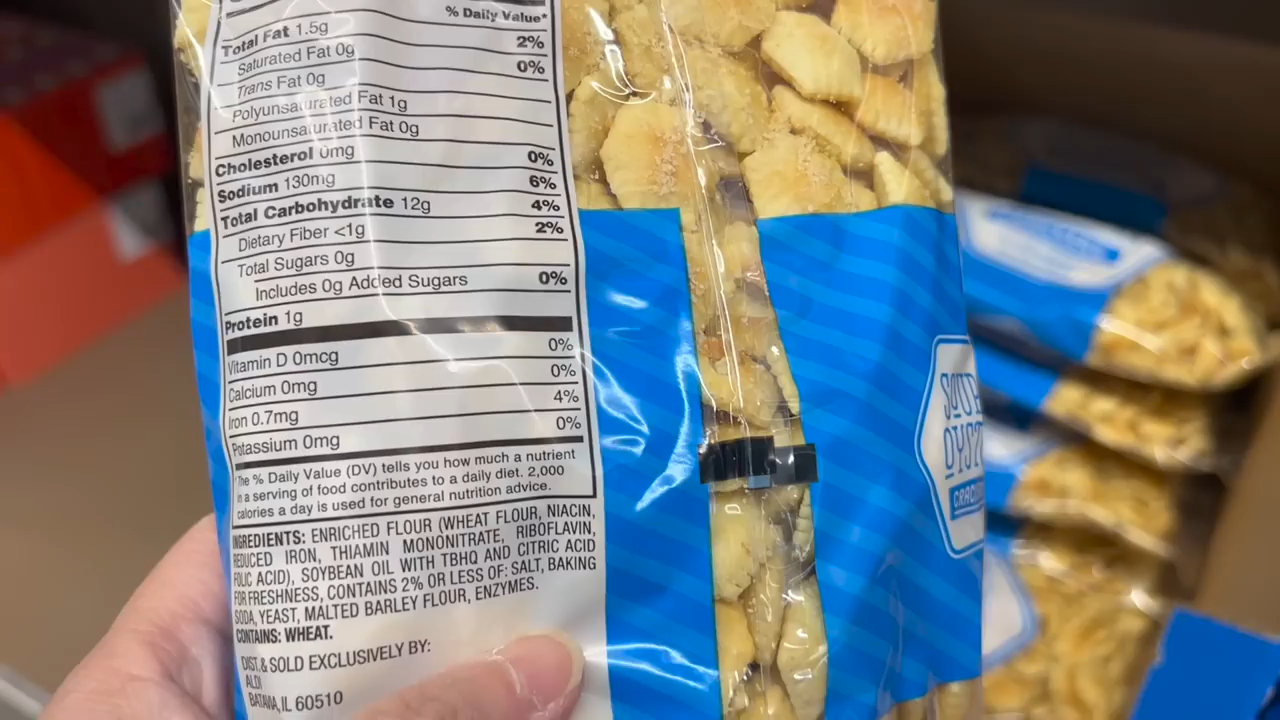 % Daily Value*
Total Fat 1.5g 2%
Saturated Fat 0g 0%
Trans Fat 0g
Polyunsaturated Fat 1g
Monounsaturated Fat 0g
Cholesterol 0mg 0%
Sodium 130mg 6%
Total Carbohydrate 12g 4%
Dietary Fiber <1g 2%
Total Sugars 0g
Includes 0g Added Sugars 0%
Protein 1g
Vitamin D 0mcg 0%
Calcium 0mg 0%
Iron 0.7mg 4%
Potassium 0mg 0%
*The % Daily Value (DV) tells you how much a nutrient
in a serving of food contributes to a daily diet. 2,000
calories a day is used for general nutrition advice.
INGREDIENTS: ENRICHED FLOUR (WHEAT FLOUR, NIACIN,
REDUCED IRON, THIAMIN MONONITRATE, RIBOFLAVIN,
FOLIC ACID), SOYBEAN OIL WITH TBHQ AND CITRIC ACID
FOR FRESHNESS, CONTAINS 2% OR LESS OF: SALT, BAKING
SODA, YEAST, MALTED BARLEY FLOUR, ENZYMES.
CONTAINS: WHEAT.
DIST. & SOLD EXCLUSIVELY BY:
ALDI
BATAVIA, IL 60510
SOUP
OYST
CRAC